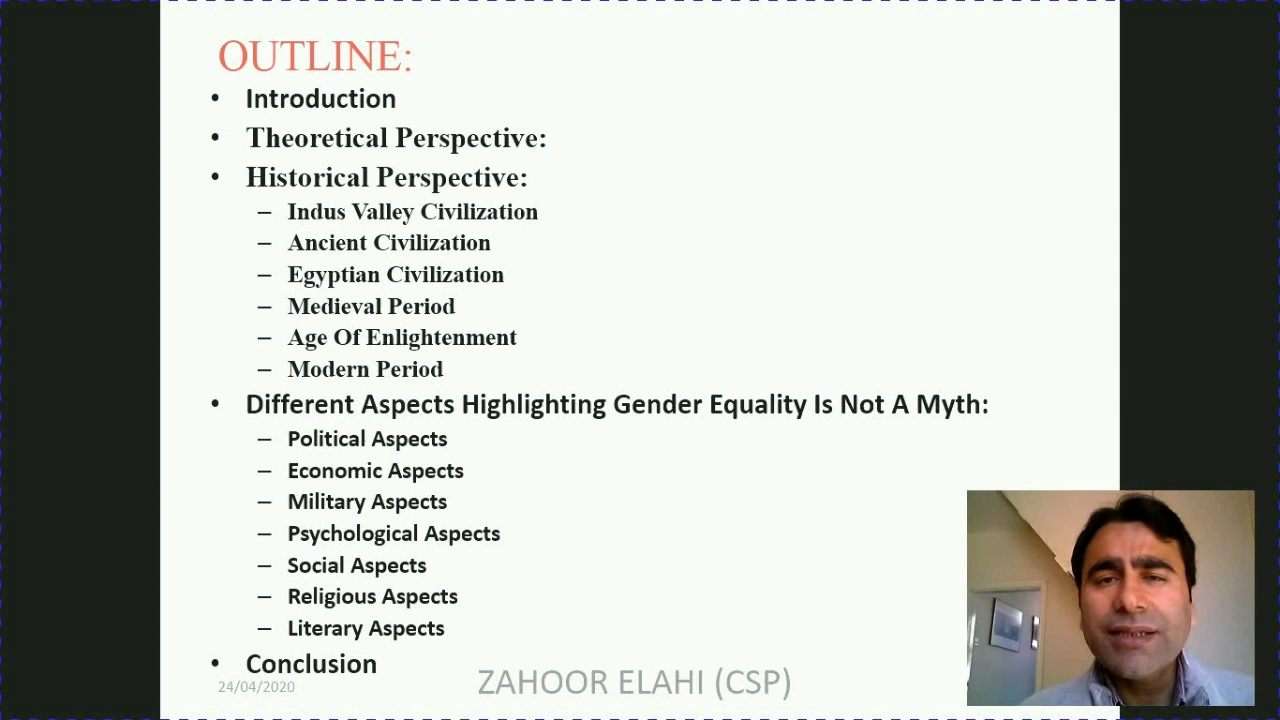 OUTLINE:
• Introduction
• Theoretical Perspective:
• Historical Perspective:
– Indus Valley Civilization
– Ancient Civilization
– Egyptian Civilization
– Medieval Period
– Age Of Enlightenment
– Modern Period
• Different Aspects Highlighting Gender Equality Is Not A Myth:
– Political Aspects
– Economic Aspects
– Military Aspects
– Psychological Aspects
– Social Aspects
– Religious Aspects
– Literary Aspects
• Conclusion
24/04/2020
ZAHOOR ELAHI (CSP)